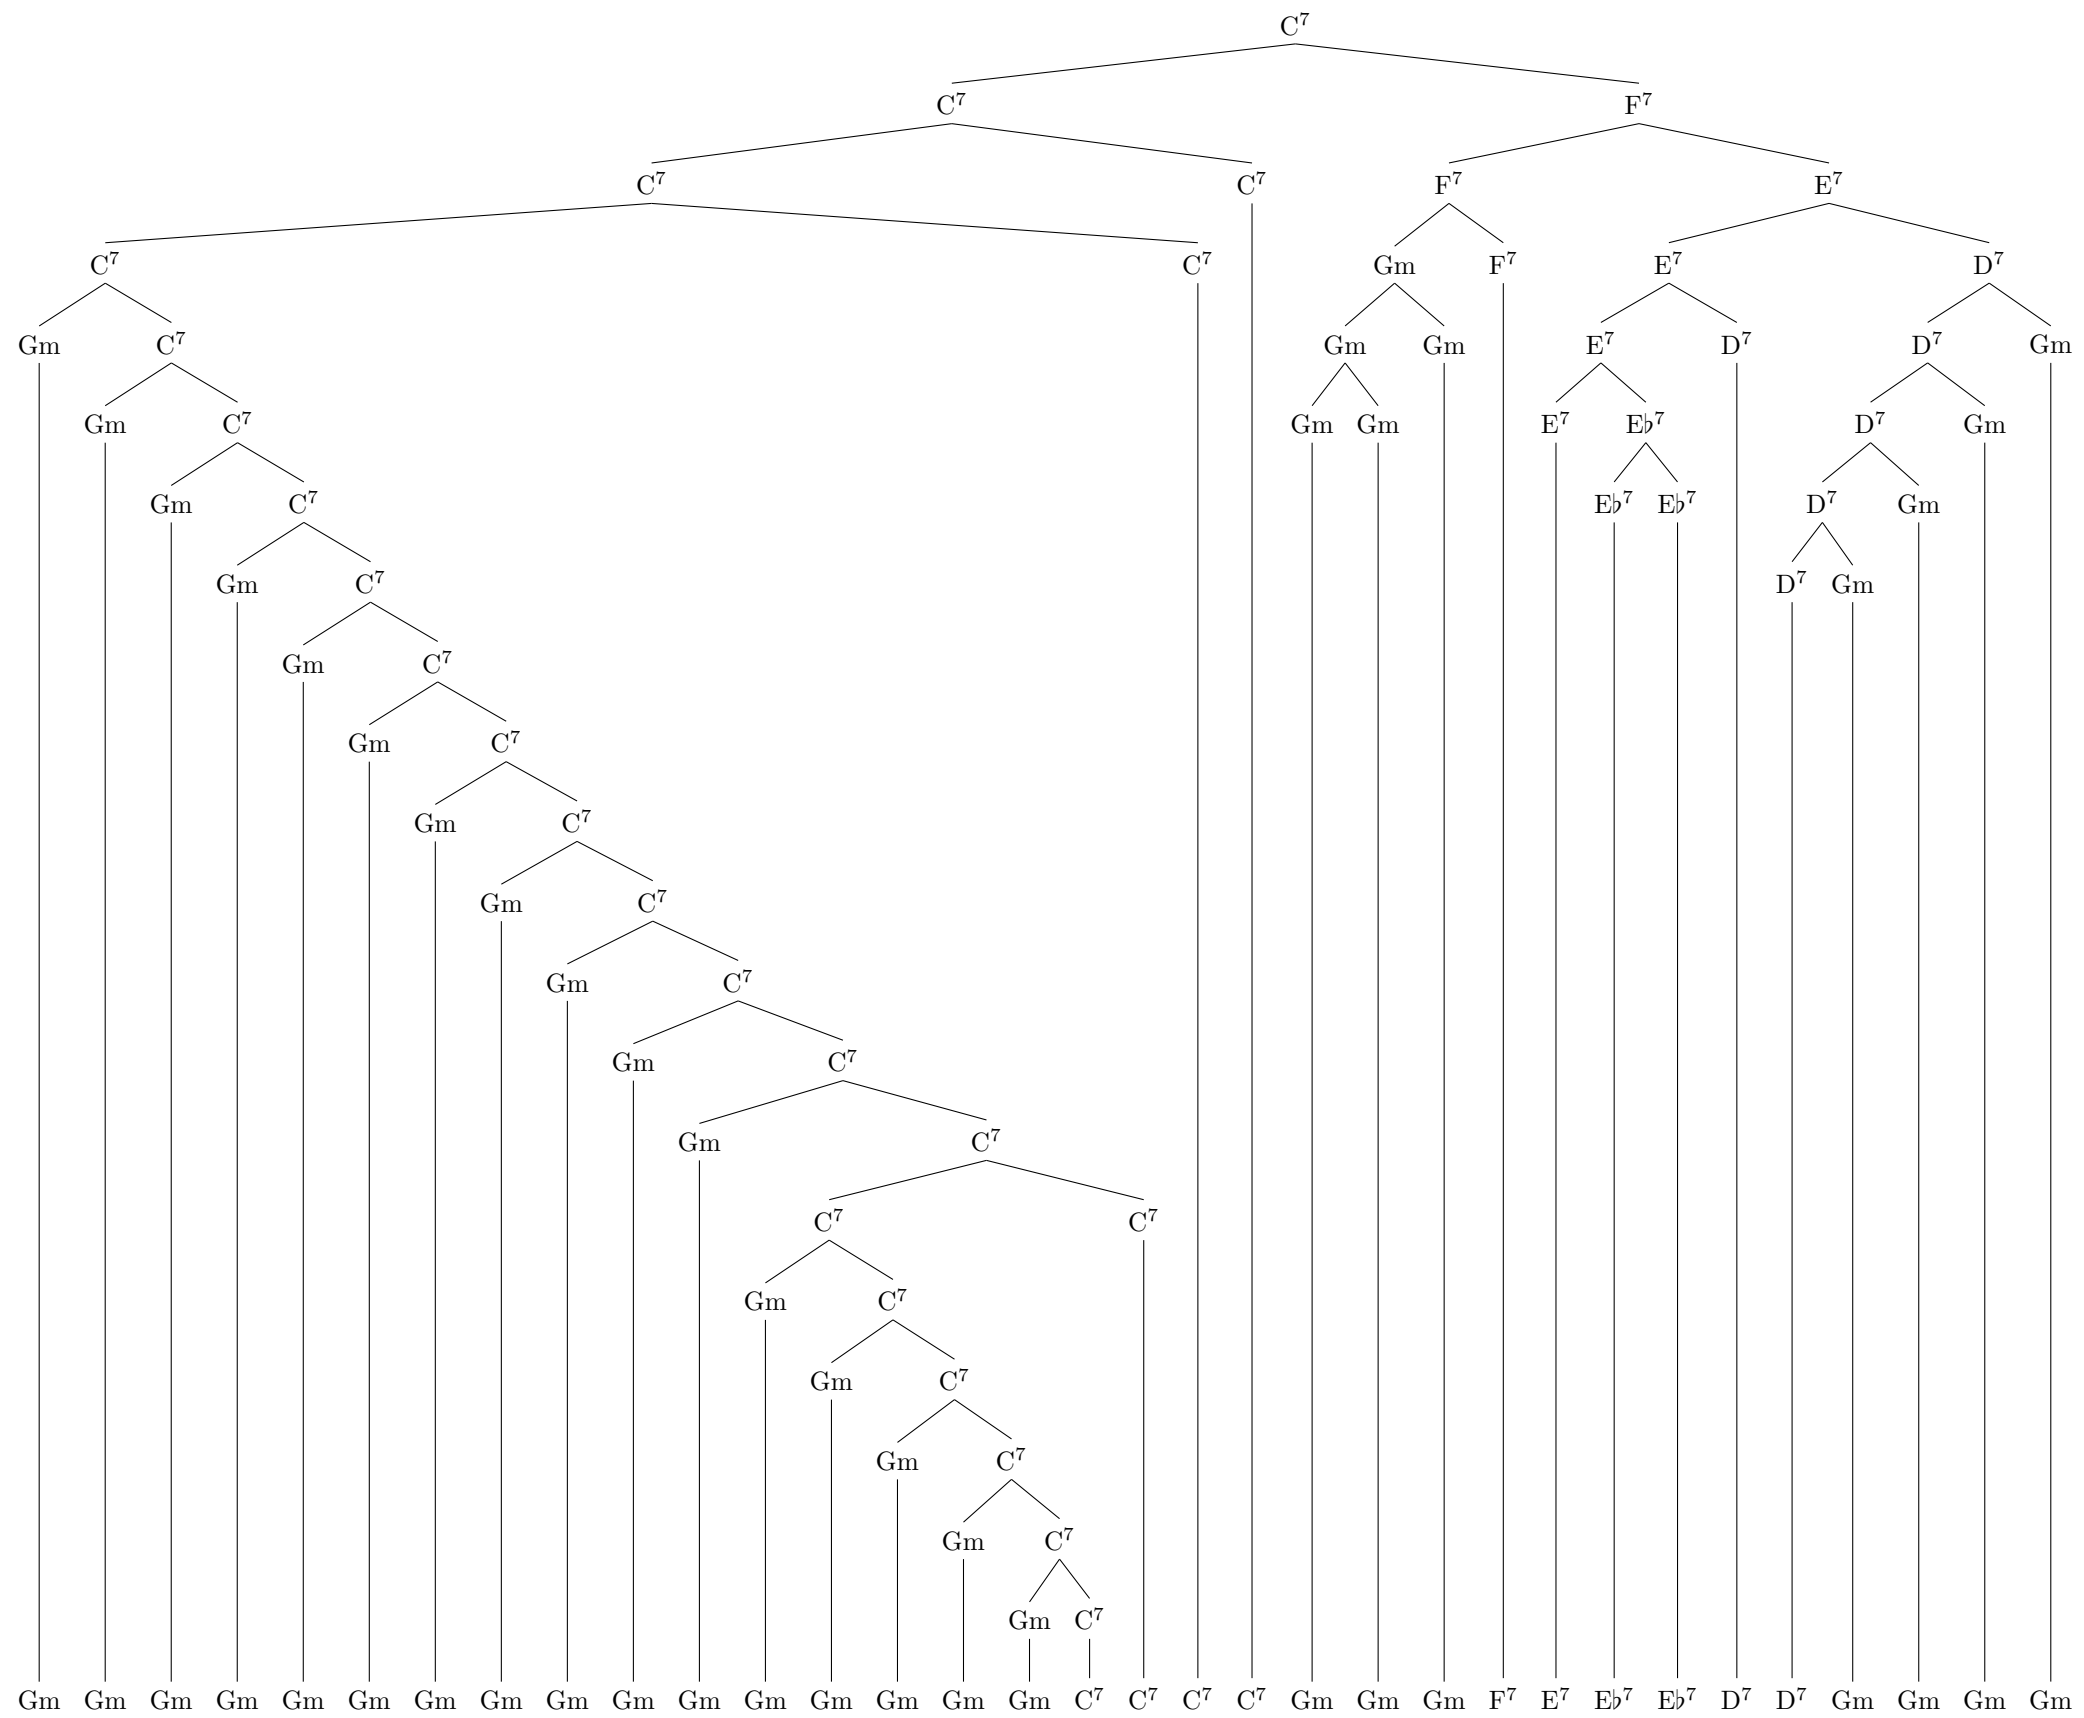 C⁷
C⁷ F⁷
C⁷ C⁷ F⁷ E⁷
C⁷ C⁷ Gm F⁷ E⁷ D⁷
Gm C⁷ Gm Gm E⁷ D⁷ D⁷ Gm
Gm C⁷ Gm Gm E⁷ E♭⁷ D⁷ Gm
Gm C⁷ E♭⁷ E♭⁷ D⁷ Gm
Gm C⁷ D⁷ Gm
Gm C⁷
Gm C⁷
Gm C⁷
Gm C⁷
Gm C⁷
Gm C⁷
Gm C⁷
C⁷ C⁷
Gm C⁷
Gm C⁷
Gm C⁷
Gm C⁷
Gm C⁷
Gm Gm Gm Gm Gm Gm Gm Gm Gm Gm Gm Gm Gm Gm Gm Gm C⁷ C⁷ C⁷ C⁷ Gm Gm Gm F⁷ E⁷ E♭⁷ E♭⁷ D⁷ D⁷ Gm Gm Gm Gm